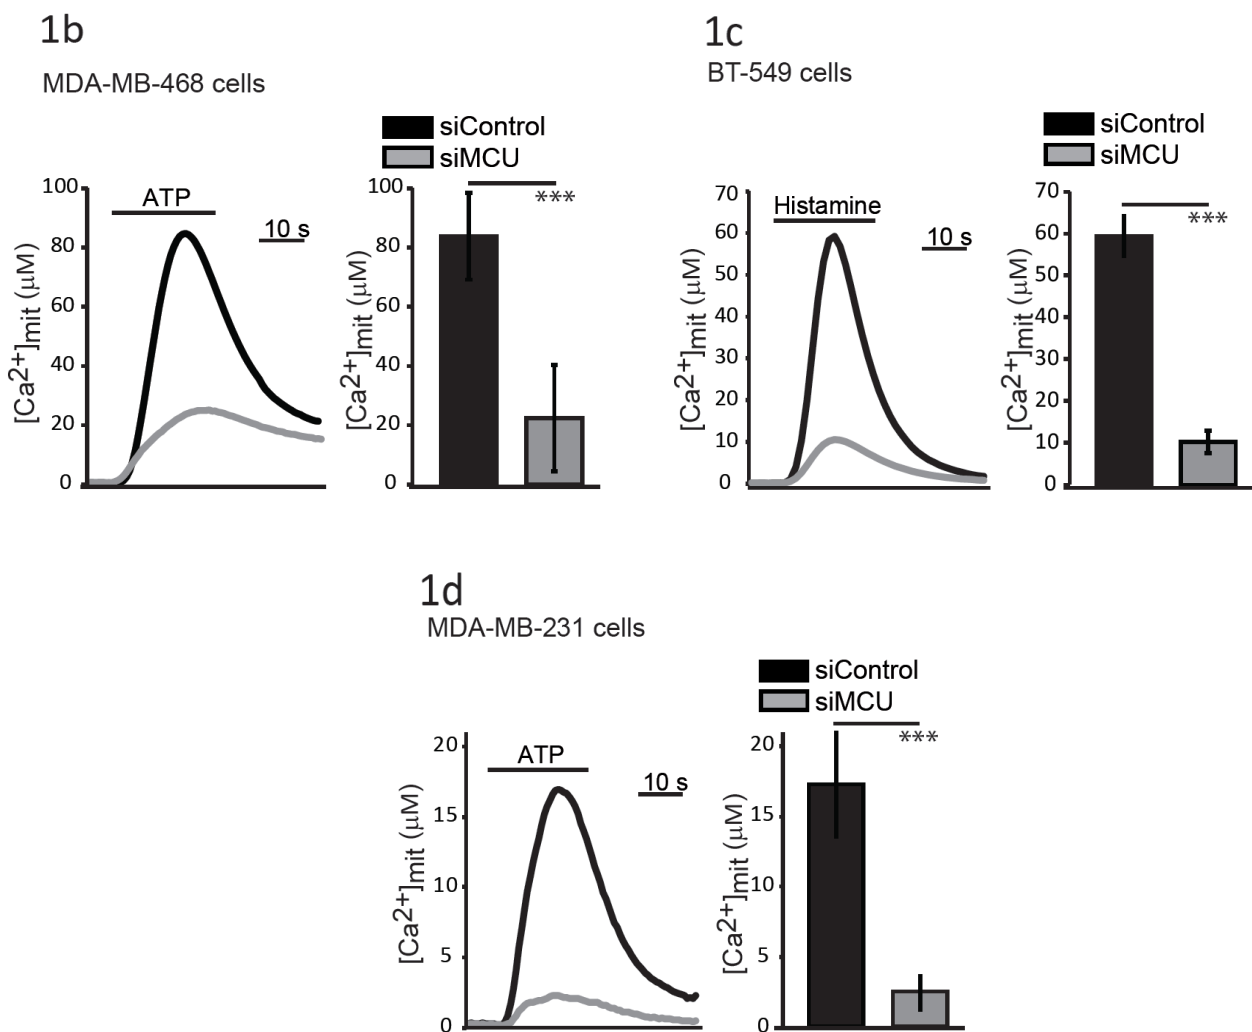 1b
MDA-MB-468 cells
siControl
siMCU
100
80
60
40
20
0
[Ca2+]mit (μM)
ATP
10 s
100
80
60
40
20
0
[Ca2+]mit (μM)
***
1c
BT-549 cells
siControl
siMCU
70
60
50
40
30
20
10
0
[Ca2+]mit (μM)
Histamine
10 s
70
60
50
40
30
20
10
0
[Ca2+]mit (μM)
***
1d
MDA-MB-231 cells
siControl
siMCU
20
15
10
5
0
[Ca2+]mit (μM)
ATP
10 s
20
15
10
5
0
[Ca2+]mit (μM)
***